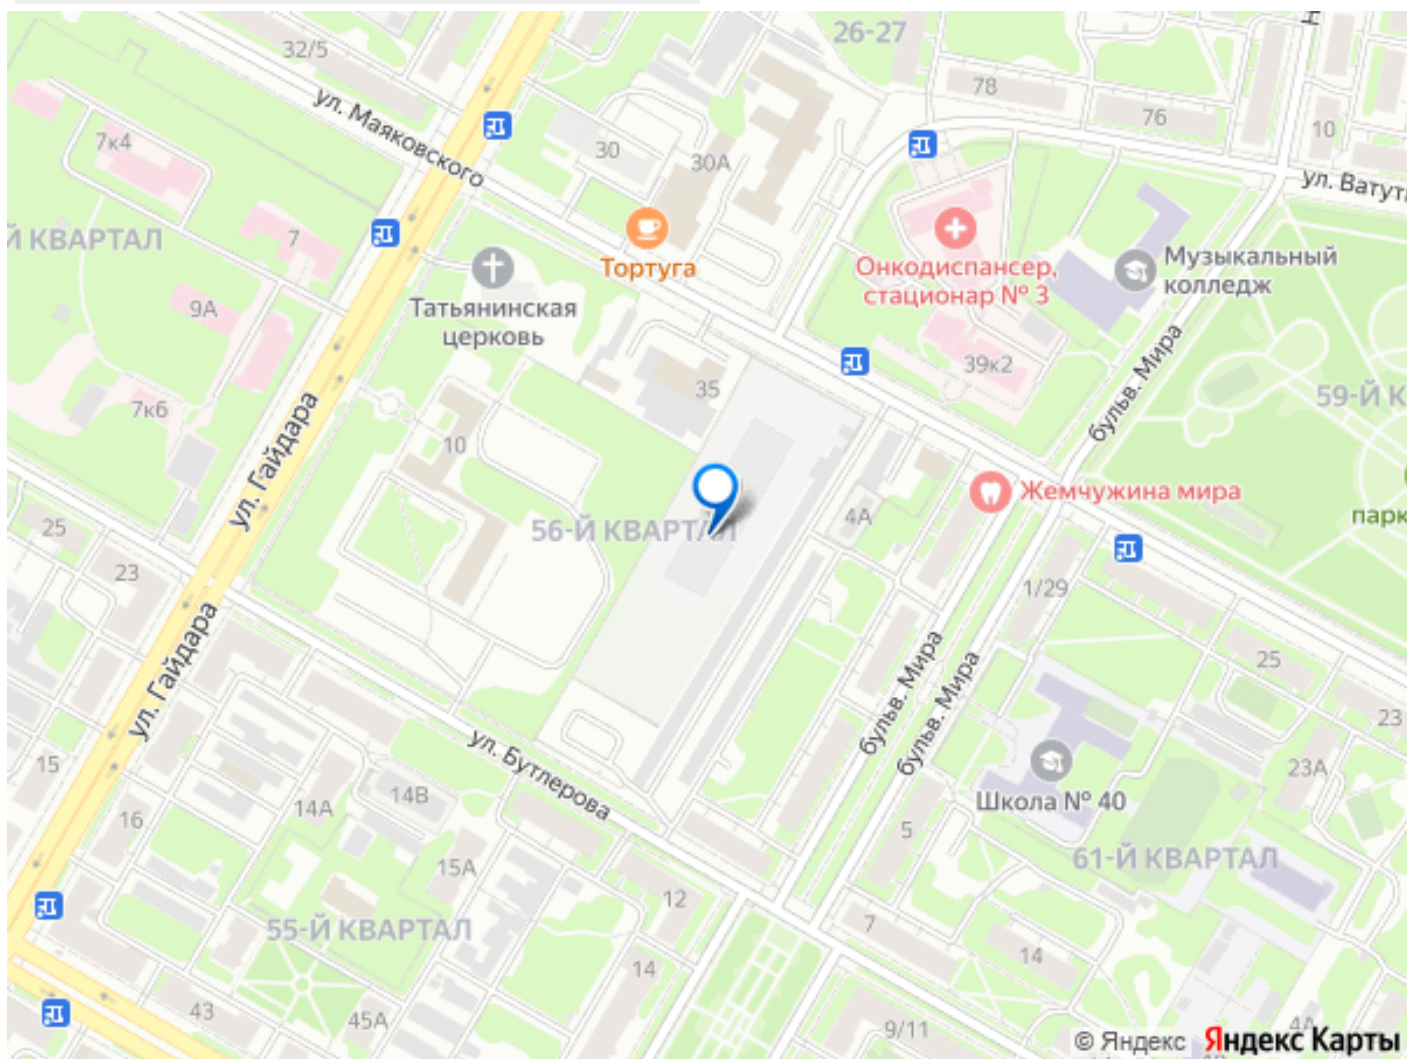 26-27
32/5
78
76
10
ул. Маяковского
7к4
30
30А
ул. Ватут
Й КВАРТАЛ
7
Тортуга
Онкодиспансер,
стационар № 3
Музыкальный
колледж
9А
Татьянинская
церковь
35
39к2
бульв. Мира
59-Й К
7к6
10
ул. Гайдара
Жемчужина мира
парк
25
56-Й КВАРТАЛ
4А
23
1/29
ул. Гайдара
бульв. Мира
бульв. Мира
25
23
15
ул. Бутлерова
23А
14А
14В
16
Школа № 40
5
61-Й КВАРТАЛ
15А
12
55-Й КВАРТАЛ
7
14
14
43
45А
9/11
4А
© Яндекс Яндекс Карты